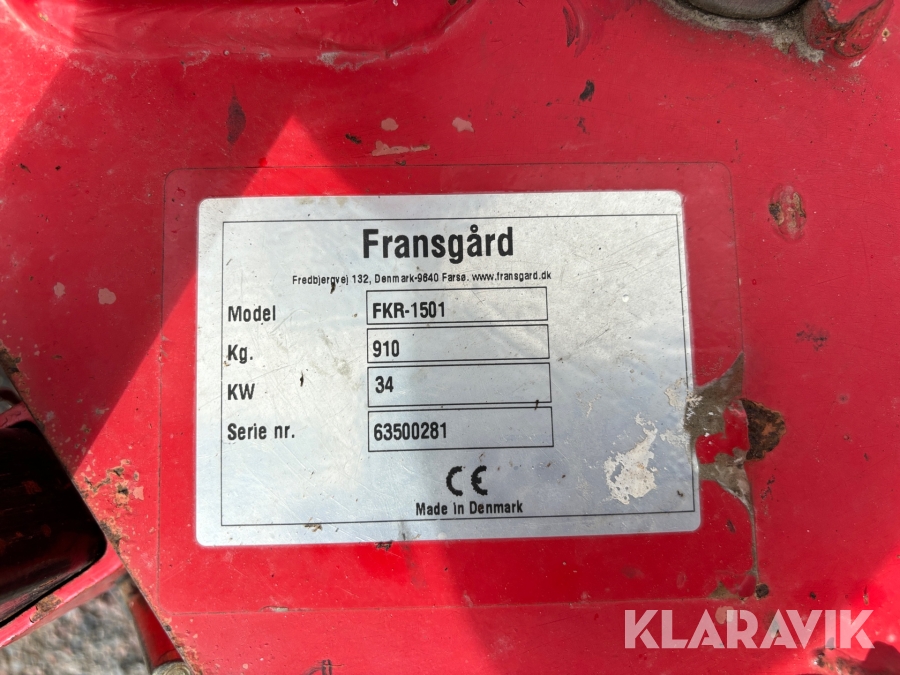 Fransgård
Fredbjergvej 132, Denmark-9640 Farsø. www.fransgard.dk
Model FKR-1501
Kg. 910
KW 34
Serie nr. 63500281
CE
Made in Denmark
KLARAVIK